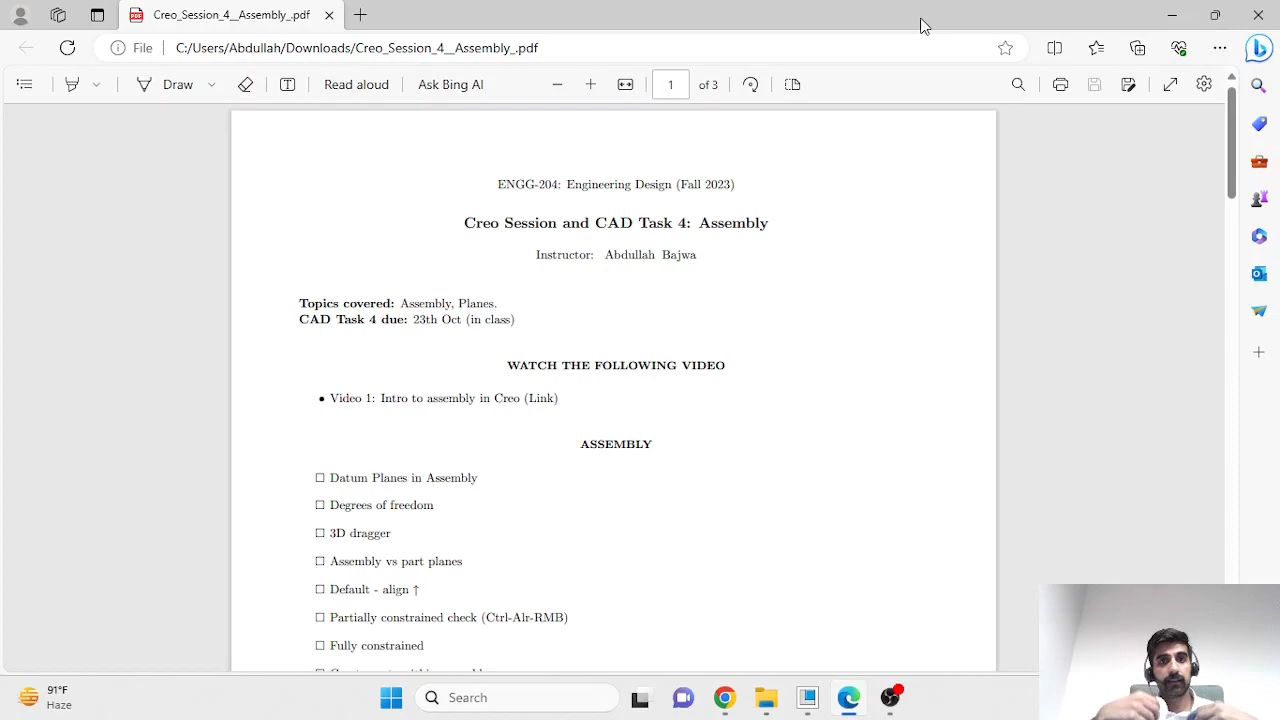 Creo_Session_4__Assembly_.pdf
File
C:/Users/Abdullah/Downloads/Creo_Session_4__Assembly_.pdf
Draw
Read aloud
Ask Bing AI
1 of 3
ENGG-204: Engineering Design (Fall 2023)
Creo Session and CAD Task 4: Assembly
Instructor: Abdullah Bajwa
Topics covered: Assembly, Planes.
CAD Task 4 due: 23th Oct (in class)
WATCH THE FOLLOWING VIDEO
• Video 1: Intro to assembly in Creo (Link)
ASSEMBLY
☐ Datum Planes in Assembly
☐ Degrees of freedom
☐ 3D dragger
☐ Assembly vs part planes
☐ Default - align ↑
☐ Partially constrained check (Ctrl-Alr-RMB)
☐ Fully constrained
91°F
Haze
Search